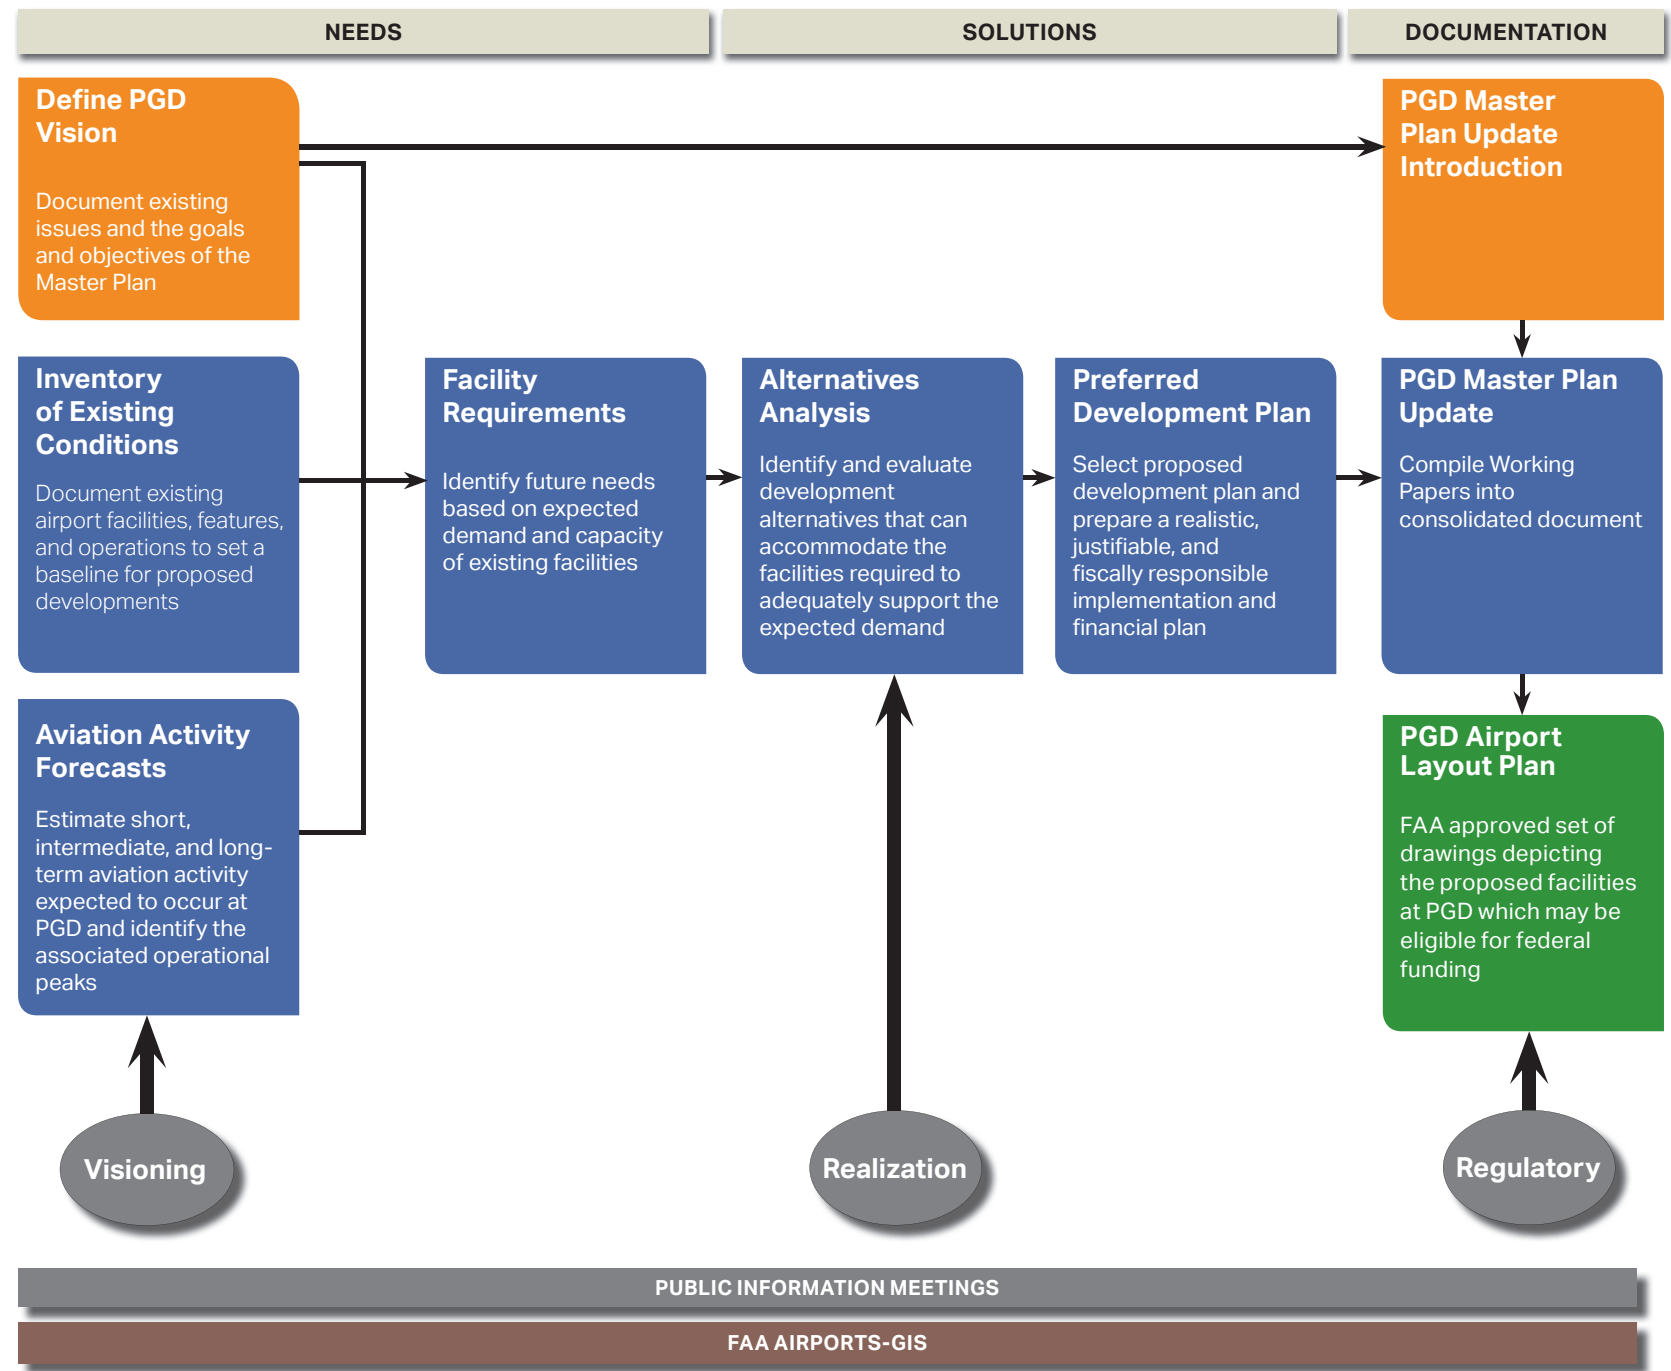 NEEDS
SOLUTIONS
DOCUMENTATION
Define PGD
Vision
Document existing
issues and the goals
and objectives of the
Master Plan
PGD Master
Plan Update
Introduction
Inventory
of Existing
Conditions
Document existing
airport facilities, features,
and operations to set a
baseline for proposed
developments
Facility
Requirements
Identify future needs
based on expected
demand and capacity
of existing facilities
Alternatives
Analysis
Identify and evaluate
development
alternatives that can
accommodate the
facilities required to
adequately support the
expected demand
Preferred
Development Plan
Select proposed
development plan and
prepare a realistic,
justifiable, and
fiscally responsible
implementation and
financial plan
PGD Master Plan
Update
Compile Working
Papers into
consolidated document
Aviation Activity
Forecasts
Estimate short,
intermediate, and long-
term aviation activity
expected to occur at
PGD and identify the
associated operational
peaks
PGD Airport
Layout Plan
FAA approved set of
drawings depicting
the proposed facilities
at PGD which may be
eligible for federal
funding
Visioning
Realization
Regulatory
PUBLIC INFORMATION MEETINGS
FAA AIRPORTS-GIS